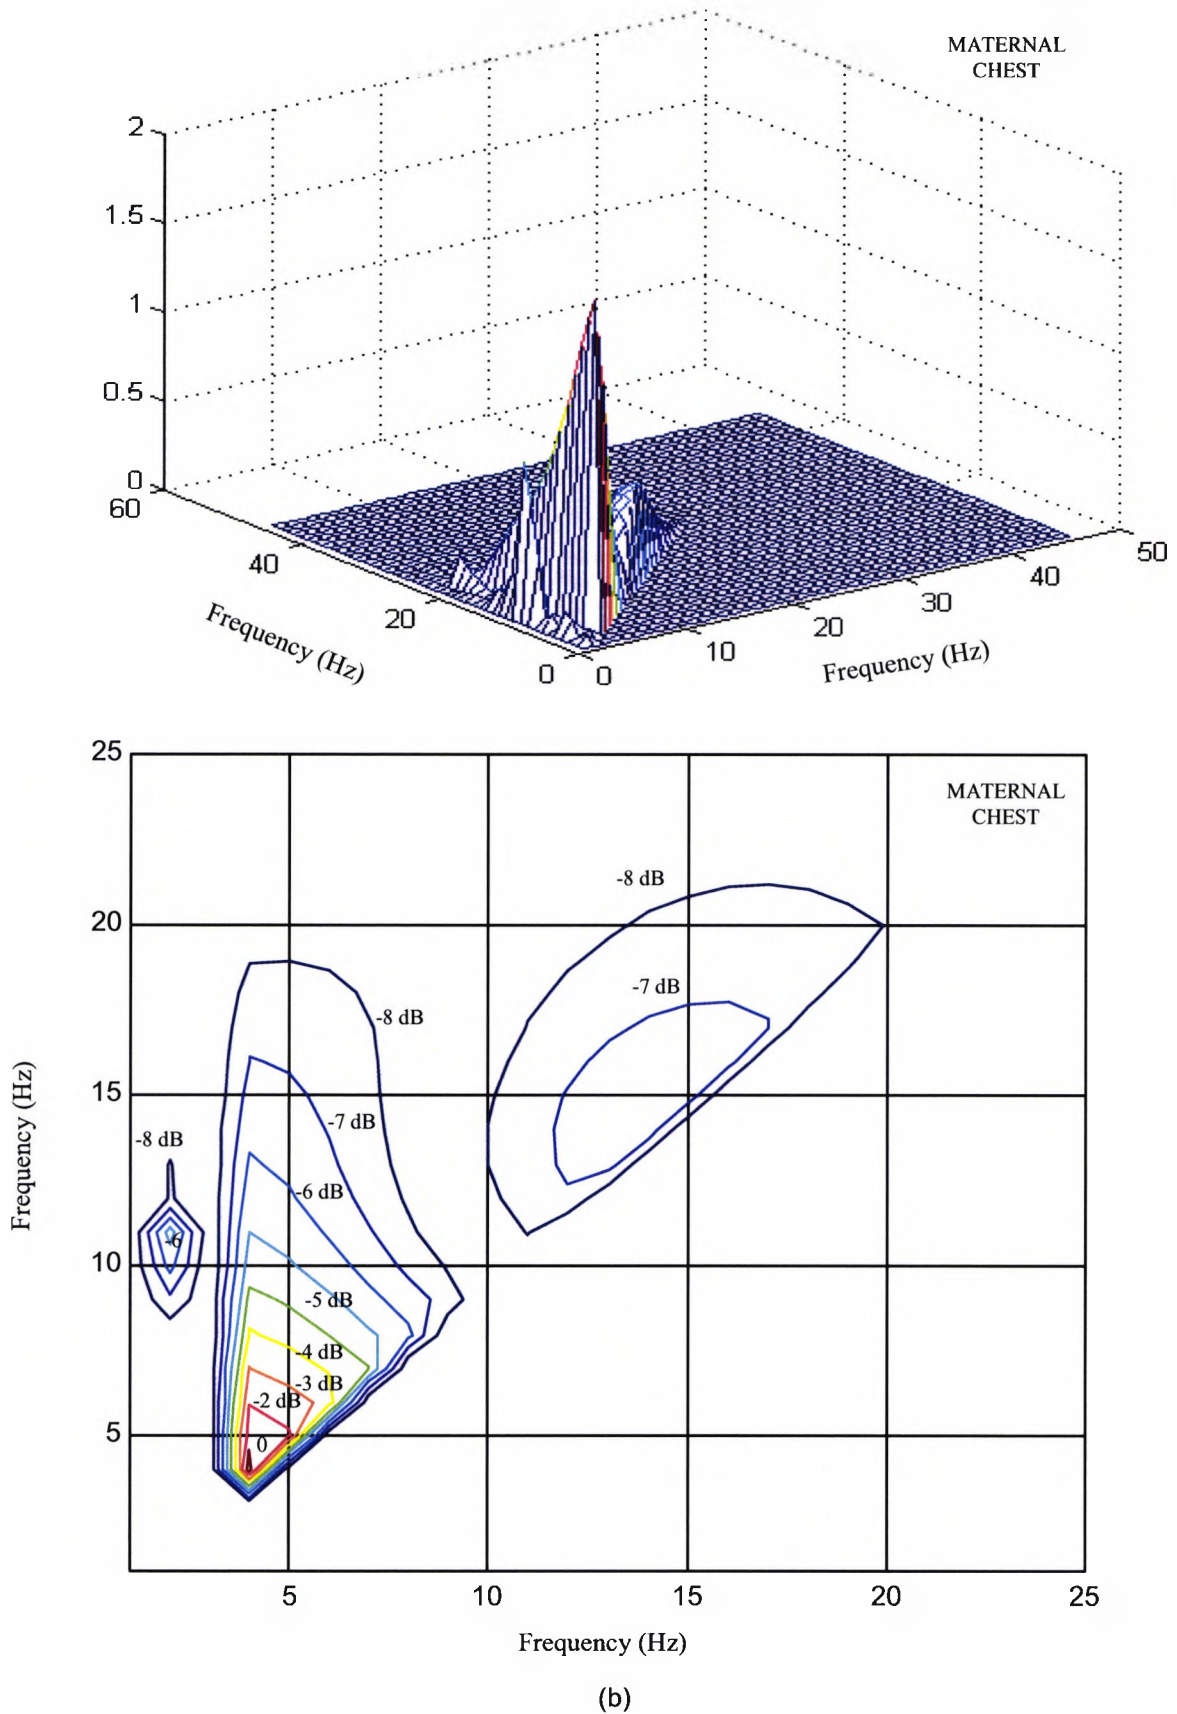 MATERNAL
CHEST
2
1.5
1
0.5
0
60
40
20
0
0
10
20
30
40
50
Frequency (Hz)
Frequency (Hz)
25
20
15
10
5
MATERNAL
CHEST
-8 dB
-7 dB
-8 dB
-7 dB
-8 dB
-6 dB
-6
-5 dB
-4 dB
-3 dB
-2 dB
0
Frequency (Hz)
5
10
15
20
25
Frequency (Hz)
(b)